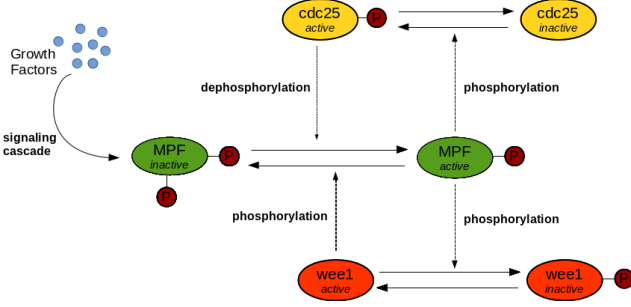 cdc25
active
P
cdc25
inactive
Growth
Factors
dephosphorylation
phosphorylation
signaling
cascade
MPF
inactive
P
P
MPF
active
P
phosphorylation
phosphorylation
wee1
active
wee1
inactive
P